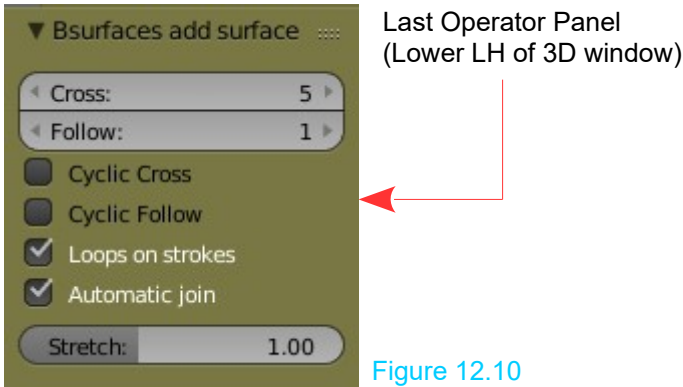 Bsurfaces add surface
Last Operator Panel
(Lower LH of 3D window)
Cross: 5
Follow: 1
Cyclic Cross
Cyclic Follow
Loops on strokes
Automatic join
Stretch: 1.00
Figure 12.10